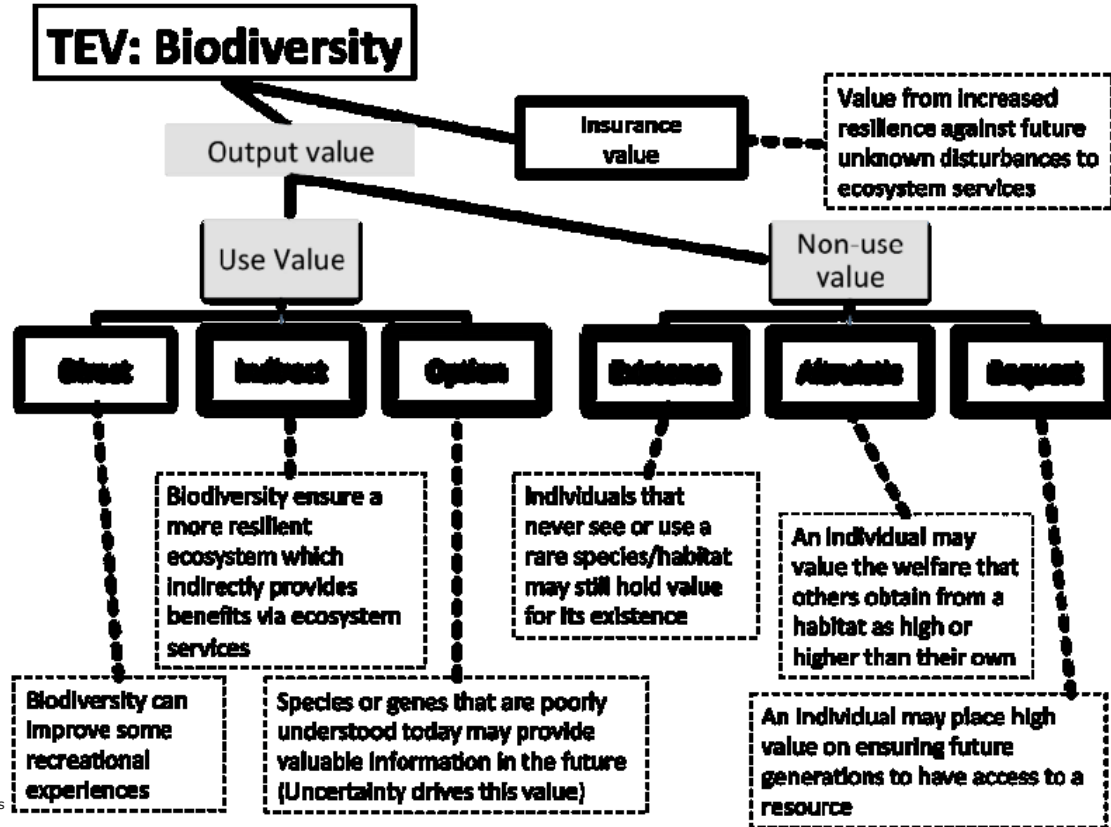 TEV: Biodiversity
Output value
Insurance
value
Value from increased
resilience against future
unknown disturbances to
ecosystem services
Use Value
Non-use
value
Direct
Indirect
Option
Existence
Altruistic
Bequest
Biodiversity ensure a
more resilient
ecosystem which
indirectly provides
benefits via ecosystem
services
Individuals that
never see or use a
rare species/habitat
may still hold value
for its existence
An individual may
value the welfare that
others obtain from a
habitat as high or
higher than their own
Biodiversity can
improve some
recreational
experiences
Species or genes that are poorly
understood today may provide
valuable information in the future
(Uncertainty drives this value)
An individual may place high
value on ensuring future
generations to have access to a
resource
s